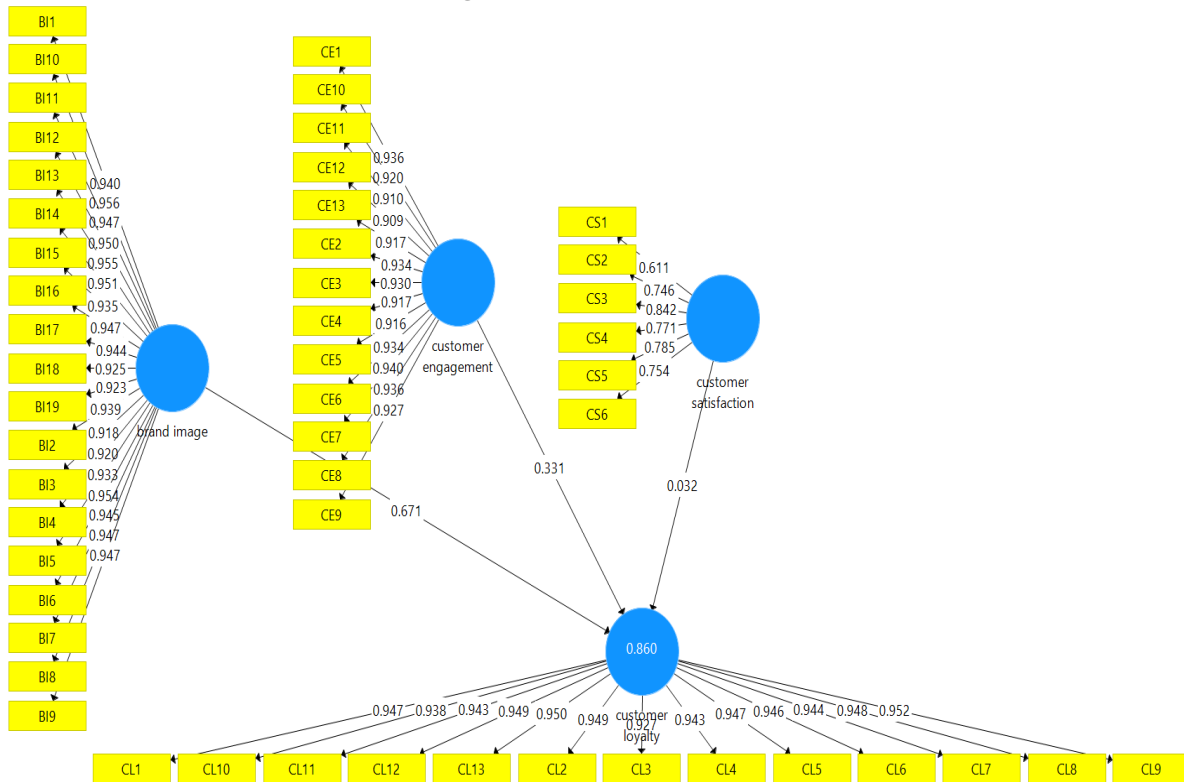 BI1
BI10
BI11
BI12
BI13
BI14
BI15
BI16
BI17
BI18
BI19
BI2
BI3
BI4
BI5
BI6
BI7
BI8
BI9
0.940
0.956
0.947
0.950
0.955
0.951
0.935
0.947
0.944
0.925
0.923
0.939
0.918
0.920
0.933
0.954
0.945
0.947
0.947
brand image
CE1
CE10
CE11
CE12
CE13
CE2
CE3
CE4
CE5
CE6
CE7
CE8
CE9
0.936
0.920
0.910
0.909
0.917
0.934
0.930
0.917
0.916
0.934
0.940
0.936
0.927
customer
engagement
CS1
CS2
CS3
CS4
CS5
CS6
0.611
0.746
0.842
0.771
0.785
0.754
customer
satisfaction
0.671
0.331
0.032
0.860
customer
loyalty
0.947
0.938
0.943
0.949
0.950
0.949
0.927
0.943
0.947
0.946
0.944
0.948
0.952
CL1
CL10
CL11
CL12
CL13
CL2
CL3
CL4
CL5
CL6
CL7
CL8
CL9